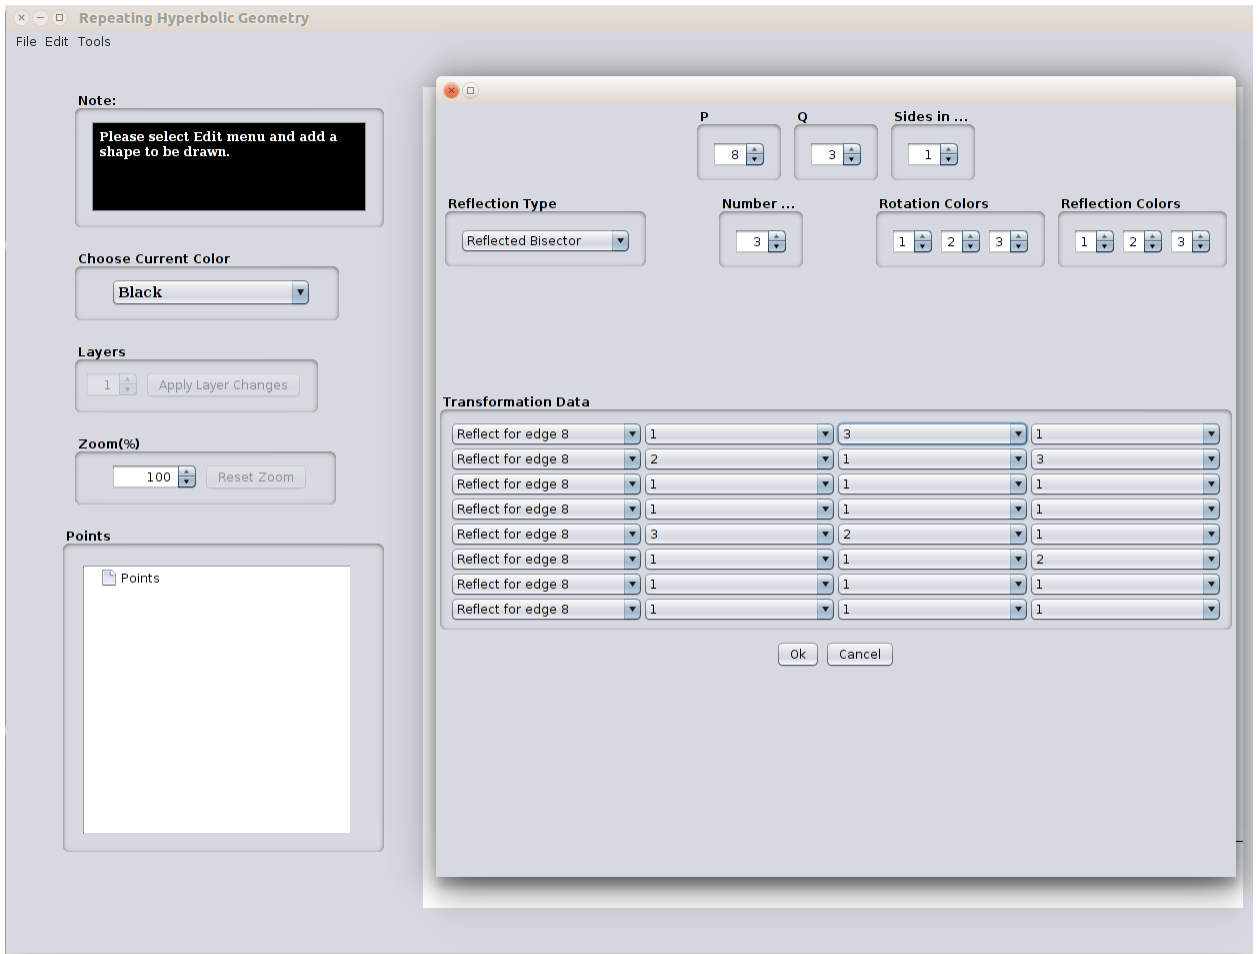 Repeating Hyperbolic Geometry
File Edit Tools
Note:
Please select Edit menu and add a
shape to be drawn.
Choose Current Color
Black
Layers
1 Apply Layer Changes
Zoom(%)
100 Reset Zoom
Points
Points
P Q Sides in ...
8 3 1
Reflection Type Number ... Rotation Colors Reflection Colors
Reflected Bisector 3 1 2 3 1 2 3
Transformation Data
Reflect for edge 8 1 3 1
Reflect for edge 8 2 1 3
Reflect for edge 8 1 1 1
Reflect for edge 8 1 1 1
Reflect for edge 8 3 2 1
Reflect for edge 8 1 1 2
Reflect for edge 8 1 1 1
Reflect for edge 8 1 1 1
Ok Cancel